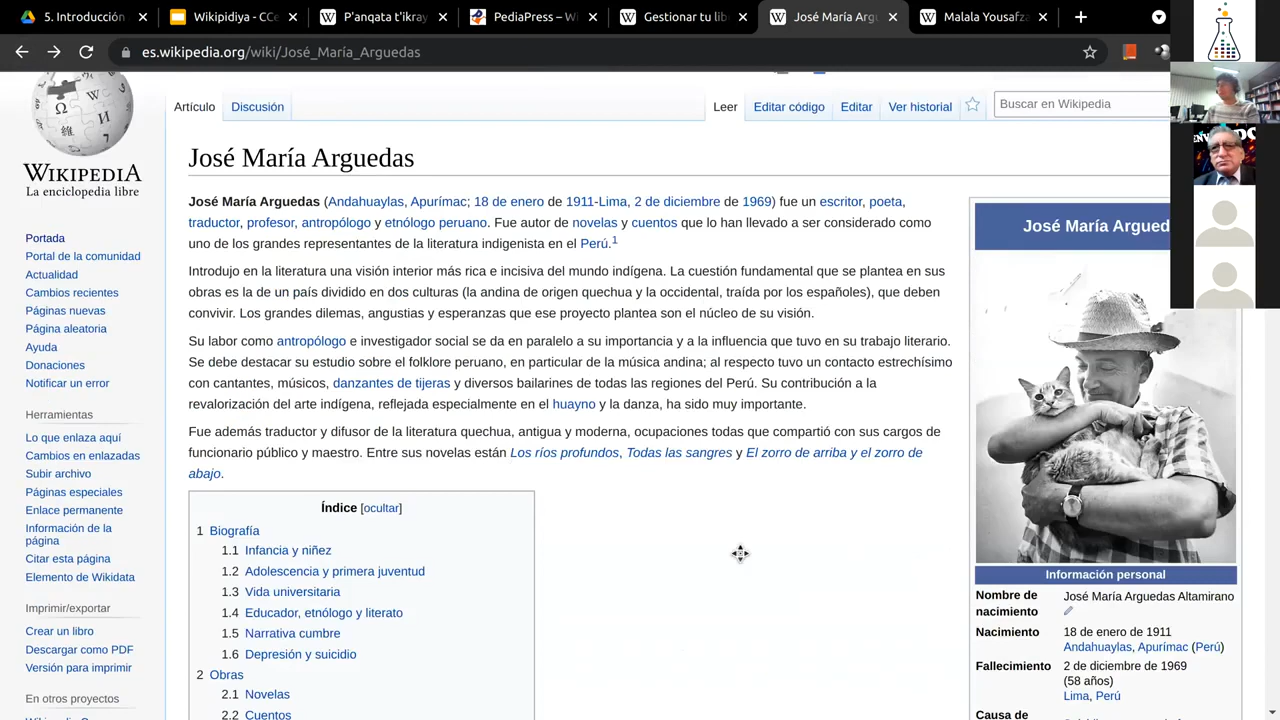 5. Introducción
Wikipidiya - CCe
P'anqata t'ikray
PediaPress – Wi
Gestionar tu lib
José María Argu
Malala Yousafza
es.wikipedia.org/wiki/José_María_Arguedas
WIKIPEDIA
La enciclopedia libre
Portada
Portal de la comunidad
Actualidad
Cambios recientes
Páginas nuevas
Página aleatoria
Ayuda
Donaciones
Notificar un error
Herramientas
Lo que enlaza aquí
Cambios en enlazadas
Subir archivo
Páginas especiales
Enlace permanente
Información de la
página
Citar esta página
Elemento de Wikidata
Imprimir/exportar
Crear un libro
Descargar como PDF
Versión para imprimir
En otros proyectos
Artículo Discusión
Leer Editar código Editar Ver historial
Buscar en Wikipedia
José María Arguedas
José María Arguedas (Andahuaylas, Apurímac; 18 de enero de 1911-Lima, 2 de diciembre de 1969) fue un escritor, poeta,
traductor, profesor, antropólogo y etnólogo peruano. Fue autor de novelas y cuentos que lo han llevado a ser considerado como
uno de los grandes representantes de la literatura indigenista en el Perú.1
Introdujo en la literatura una visión interior más rica e incisiva del mundo indígena. La cuestión fundamental que se plantea en sus
obras es la de un país dividido en dos culturas (la andina de origen quechua y la occidental, traída por los españoles), que deben
convivir. Los grandes dilemas, angustias y esperanzas que ese proyecto plantea son el núcleo de su visión.
Su labor como antropólogo e investigador social se da en paralelo a su importancia y a la influencia que tuvo en su trabajo literario.
Se debe destacar su estudio sobre el folklore peruano, en particular de la música andina; al respecto tuvo un contacto estrechísimo
con cantantes, músicos, danzantes de tijeras y diversos bailarines de todas las regiones del Perú. Su contribución a la
revalorización del arte indígena, reflejada especialmente en el huayno y la danza, ha sido muy importante.
Fue además traductor y difusor de la literatura quechua, antigua y moderna, ocupaciones todas que compartió con sus cargos de
funcionario público y maestro. Entre sus novelas están Los ríos profundos, Todas las sangres y El zorro de arriba y el zorro de
abajo.
Índice [ocultar]
1 Biografía
1.1 Infancia y niñez
1.2 Adolescencia y primera juventud
1.3 Vida universitaria
1.4 Educador, etnólogo y literato
1.5 Narrativa cumbre
1.6 Depresión y suicidio
2 Obras
2.1 Novelas
2.2 Cuentos
José María Argued
Información personal
Nombre de nacimiento José María Arguedas Altamirano
Nacimiento 18 de enero de 1911
Andahuaylas, Apurímac (Perú)
Fallecimiento 2 de diciembre de 1969
(58 años)
Lima, Perú
Causa de